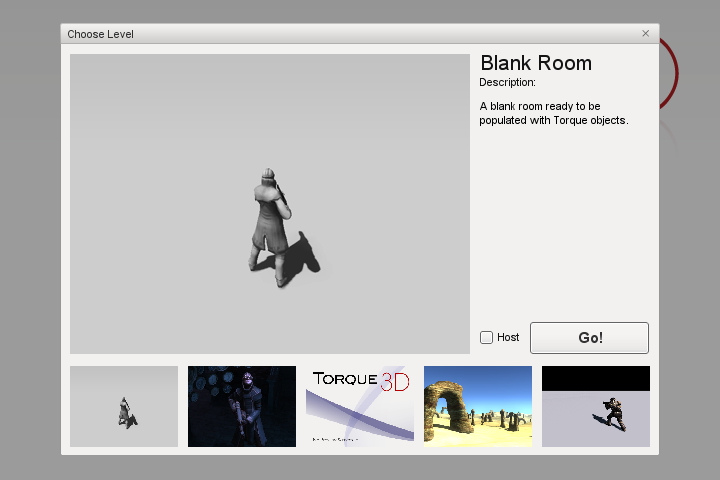 Choose Level
Blank Room
Description:
A blank room ready to be
populated with Torque objects.
Host
Go!
TORQUE 3D